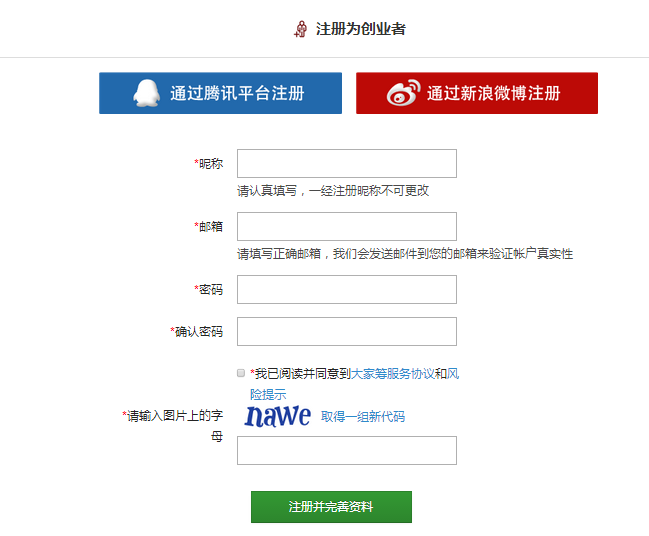 注册为创业者
通过腾讯平台注册
通过新浪微博注册
*昵称
请认真填写，一经注册昵称不可更改
*邮箱
请填写正确邮箱，我们会发送邮件到您的邮箱来验证帐户真实性
*密码
*确认密码
*我已阅读并同意到大家筹服务协议和风
险提示
*请输入图片上的字
母
nawe
取得一组新代码
注册并完善资料